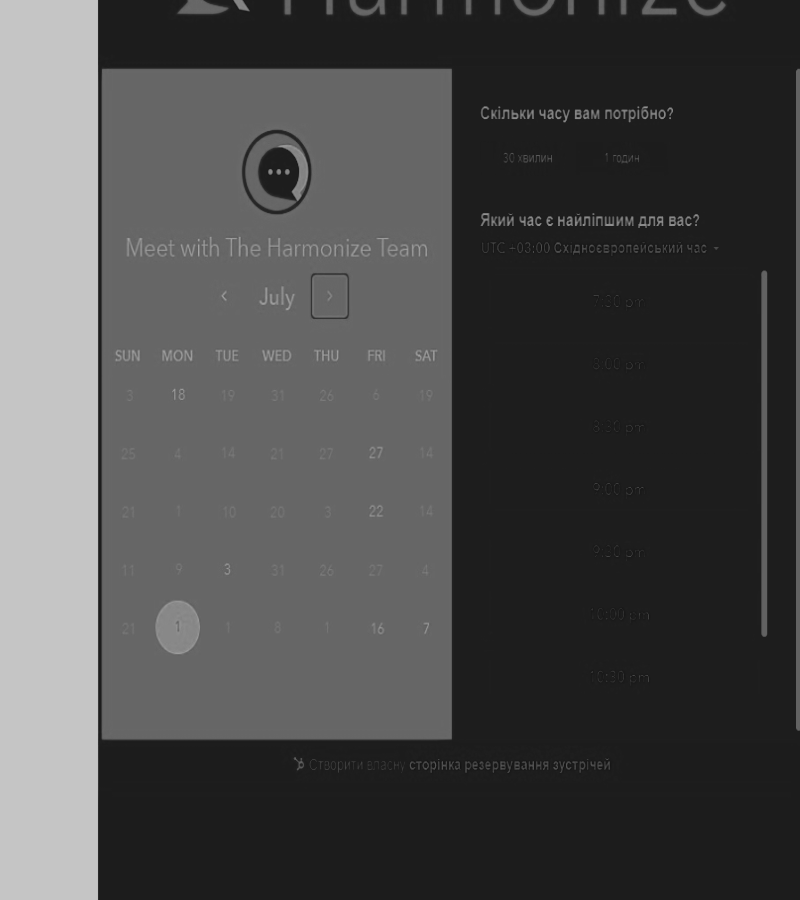 Harmonize
Meet with The Harmonize Team
July
SUN MON TUE WED THU FRI SAT
3 18 19 31 26 6 19
25 4 14 21 27 27 14
21 1 10 20 3 22 14
11 9 3 31 26 27 4
21 1 1 8 1 16 7
Скільки часу вам потрібно?
30 хвилин 1 годин
Який час є найліпшим для вас?
UTC +03:00 Східноєвропейський час
7:30 pm
8:00 pm
8:30 pm
9:00 pm
9:30 pm
10:00 pm
10:30 pm
Створити власну сторінка резервування зустрічей